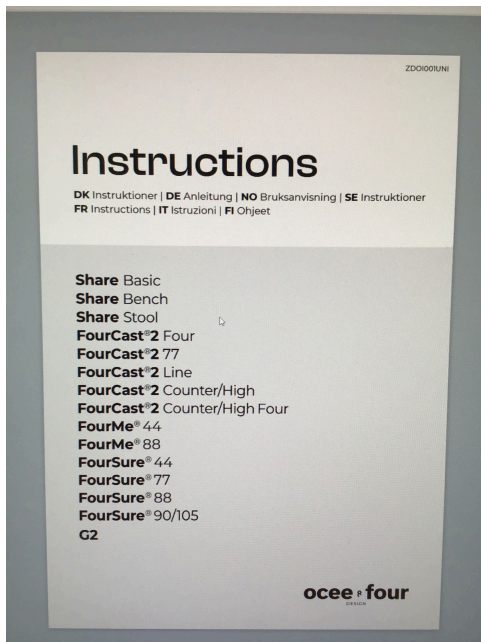 ZDOI001UNI
Instructions
DK Instruktioner | DE Anleitung | NO Bruksanvisning | SE Instruktioner
FR Instructions | IT Istruzioni | FI Ohjeet
Share Basic
Share Bench
Share Stool
FourCast®2 Four
FourCast®2 77
FourCast®2 Line
FourCast®2 Counter/High
FourCast®2 Counter/High Four
FourMe® 44
FourMe® 88
FourSure® 44
FourSure® 77
FourSure® 88
FourSure® 90/105
G2
ocee & four
DESIGN